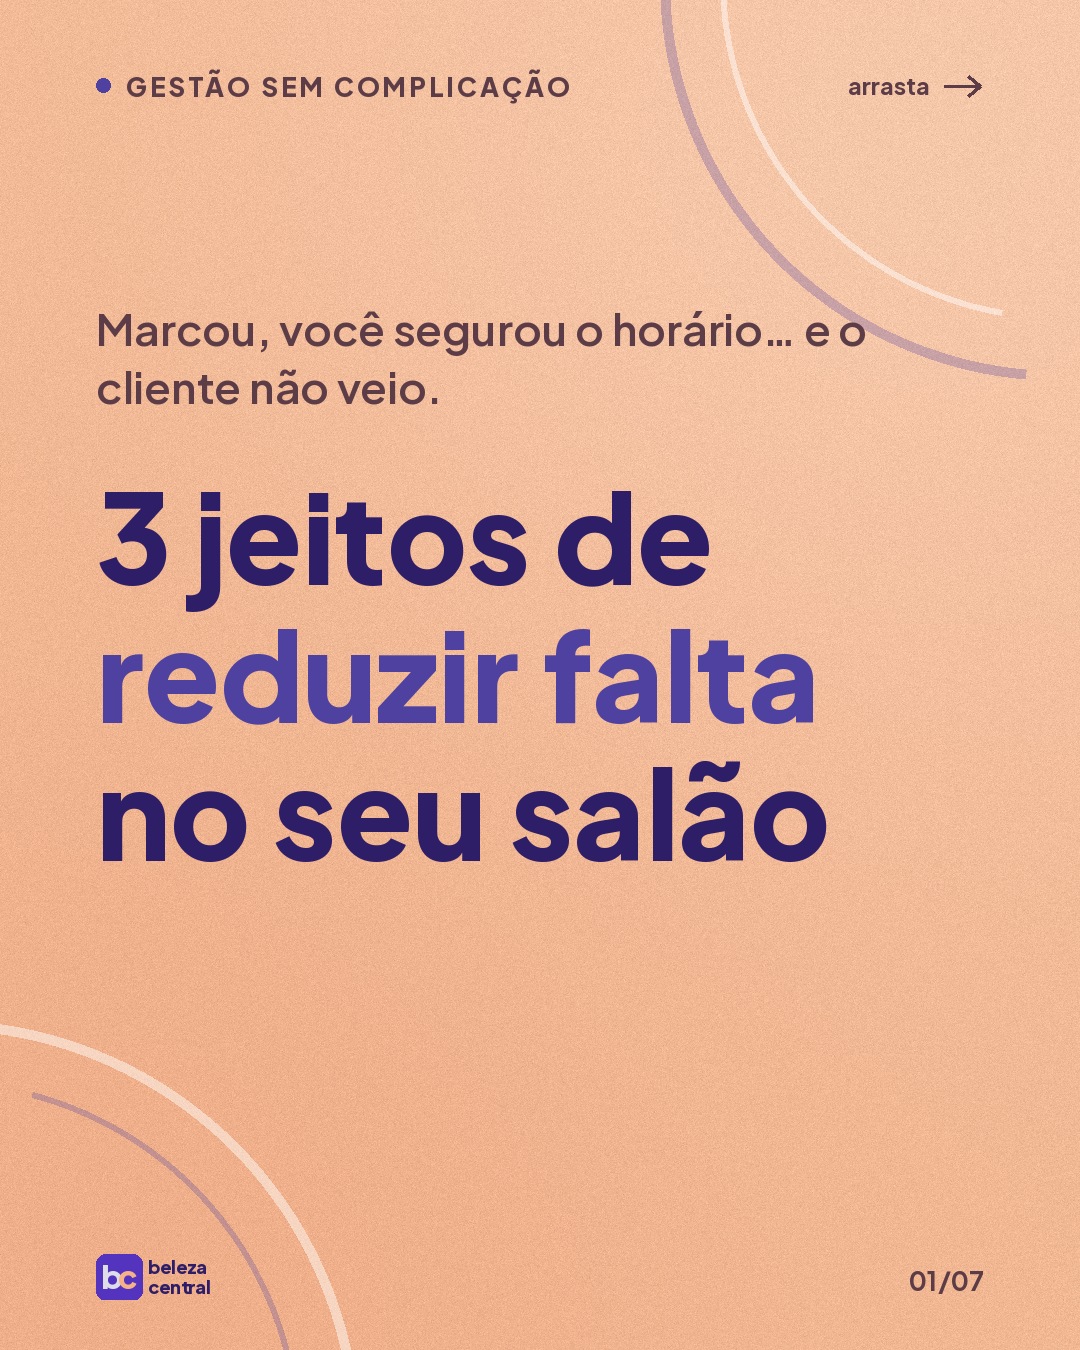 GESTÃO SEM COMPLICAÇÃO
arrasta
Marcou, você segurou o horário... e o
cliente não veio.
3 jeitos de
reduzir falta
no seu salão
bc
beleza
central
01/07